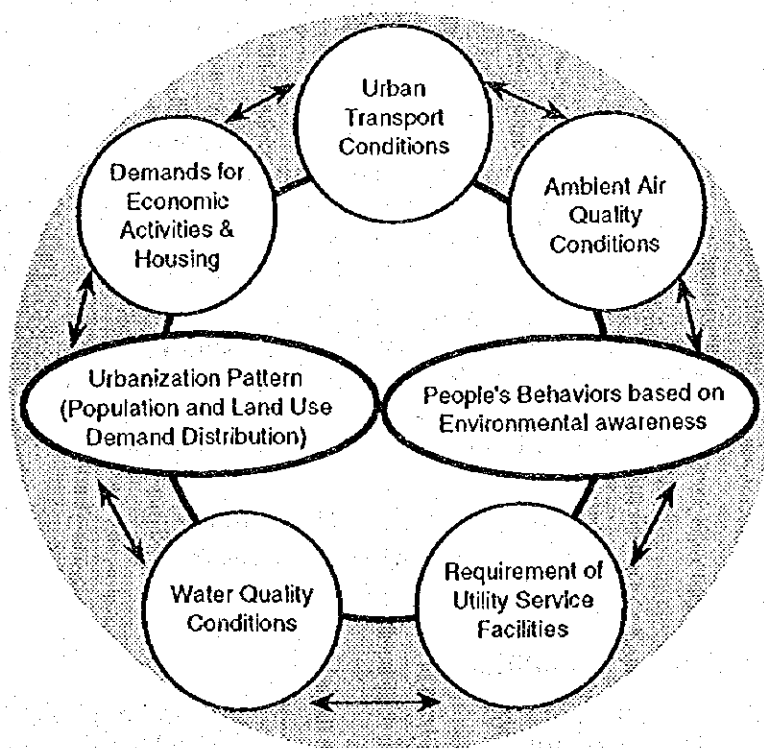 Urban
Transport
Conditions
Demands for
Economic
Activities &
Housing
Ambient Air
Quality
Conditions
Urbanization Pattern
(Population and Land Use
Demand Distribution)
People's Behaviors based on
Environmental awareness
Water Quality
Conditions
Requirement of
Utility Service
Facilities